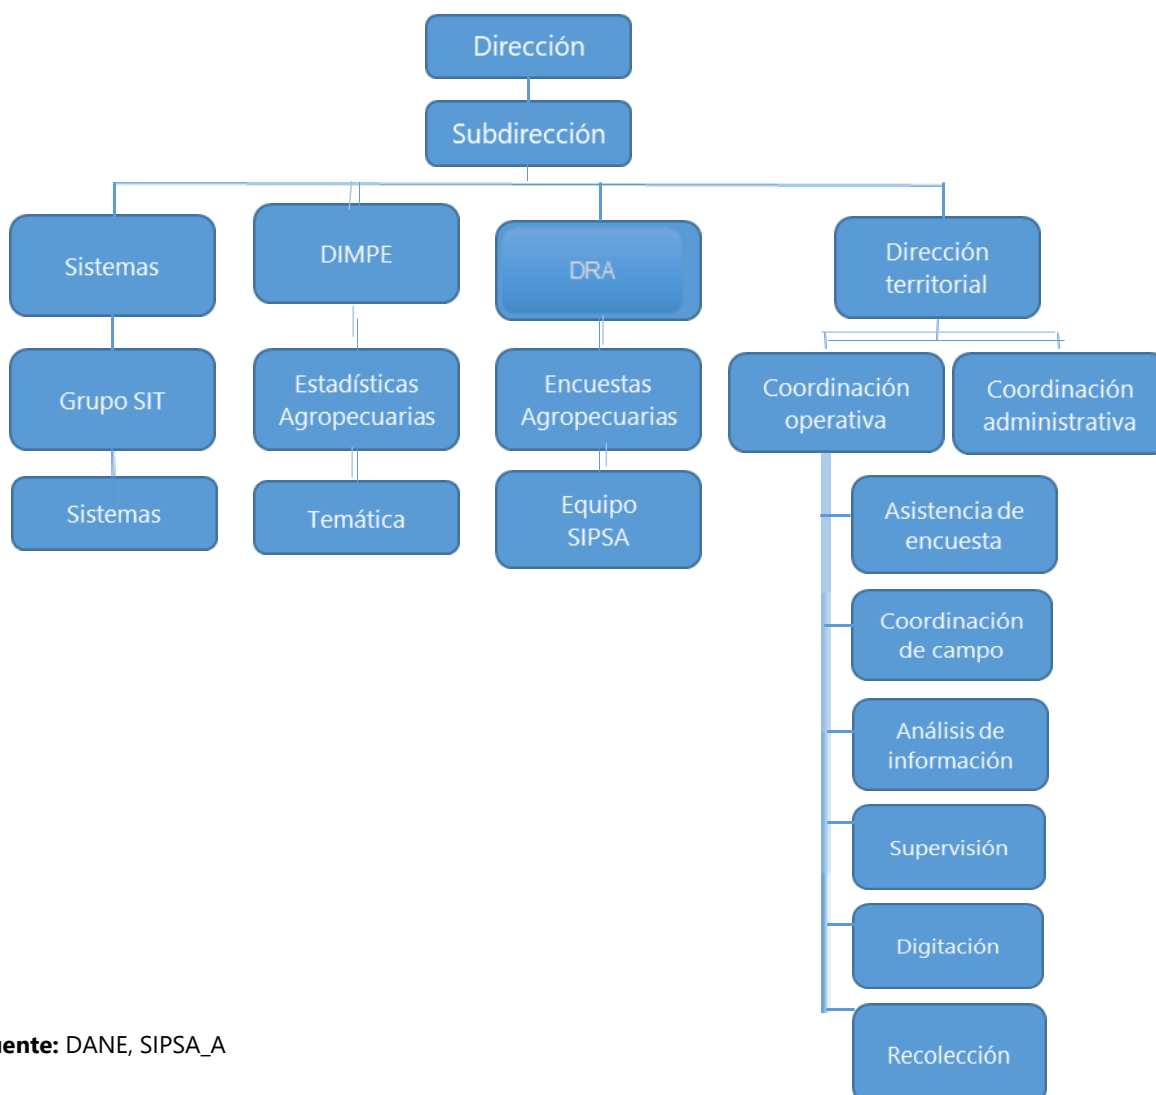 Dirección
Subdirección
Sistemas
DIMPE
DRA
Dirección
territorial
Grupo SIT
Estadísticas
Agropecuarias
Encuestas
Agropecuarias
Coordinación
operativa
Coordinación
administrativa
Sistemas
Temática
Equipo
SIPSA
Asistencia de
encuesta
Coordinación
de campo
Análisis de
información
Supervisión
Digitación
Recolección
uente: DANE, SIPSA_A